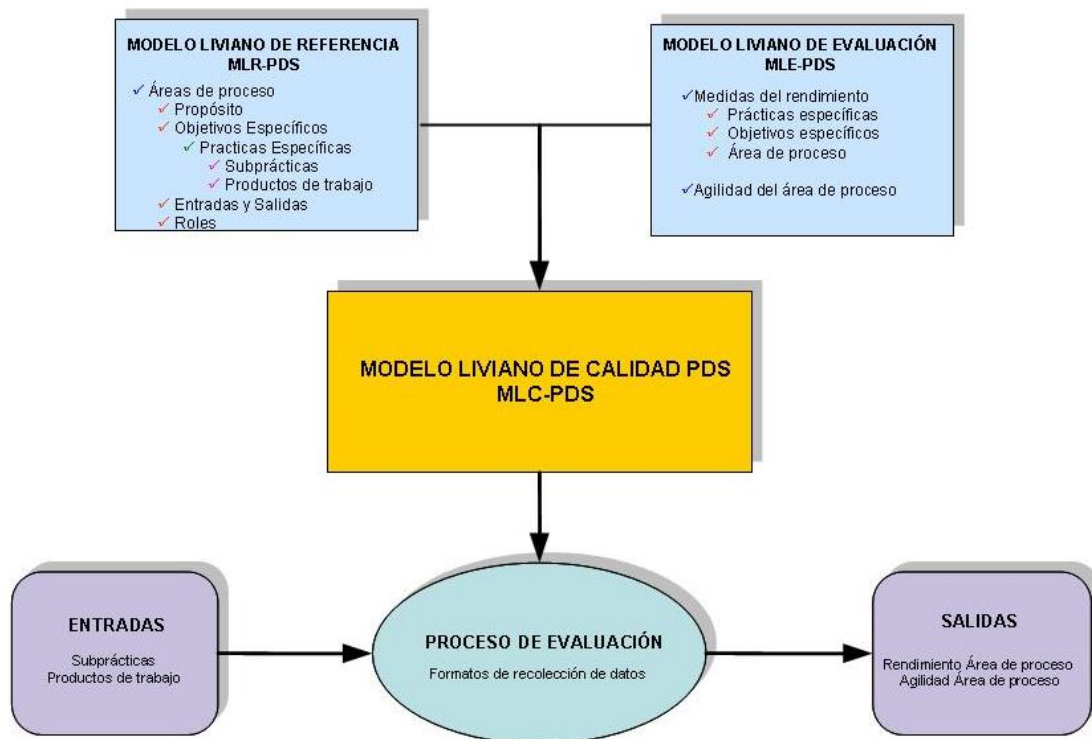 MODELO LIVIANO DE REFERENCIA
MLR-PDS
✓ Áreas de proceso
✓ Propósito
✓ Objetivos Específicos
✓ Practicas Específicas
✓ Subprácticas
✓ Productos de trabajo
✓ Entradas y Salidas
✓ Roles
MODELO LIVIANO DE EVALUACIÓN
MLE-PDS
✓Medidas del rendimiento
✓ Prácticas específicas
✓ Objetivos específicos
✓ Área de proceso
✓Agilidad del área de proceso
MODELO LIVIANO DE CALIDAD PDS
MLC-PDS
ENTRADAS
Subprácticas
Productos de trabajo
PROCESO DE EVALUACIÓN
Formatos de recolección de datos
SALIDAS
Rendimiento Área de proceso
Agilidad Área de proceso